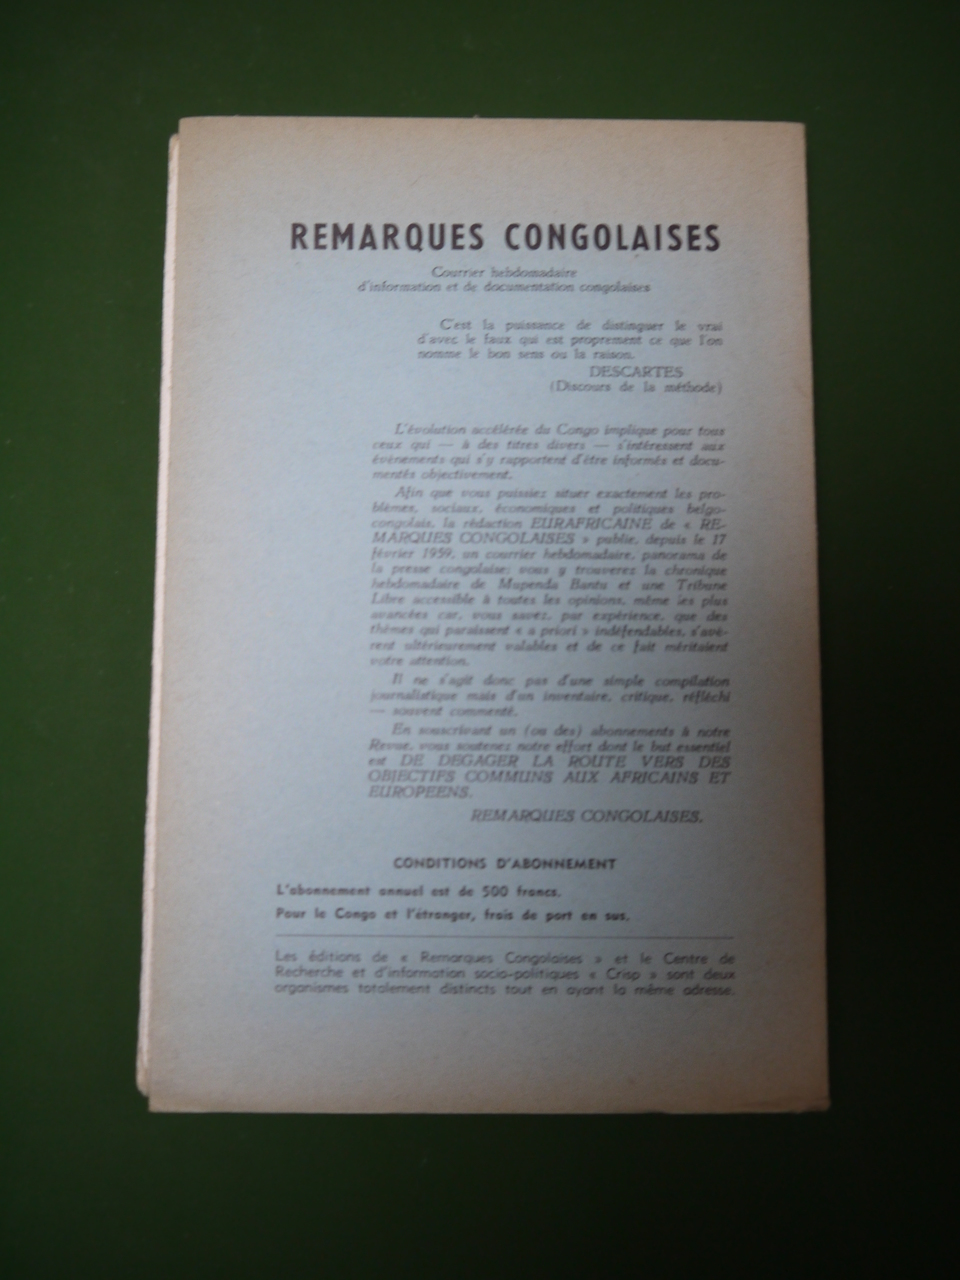 REMARQUES CONGOLAISES
Courrier hebdomadaire
d'information et de documentation congolaises
C'est la puissance de distinguer le vrai
d'avec le faux qui est proprement ce que l'on
nomme le bon sens ou la raison.
DESCARTES
(Discours de la méthode)
L'évolution accélérée du Congo implique pour tous
ceux qui — à des titres divers — s'intéressent aux
événements qui s'y rapportent d'être informés et docu-
mentés objectivement.
Afin que vous puissiez situer exactement les pro-
blèmes, sociaux, économiques et politiques belgo-
congolais, la rédaction EURAFRICAINE de « RE-
MARQUES CONGOLAISES » publie, depuis le 17
février 1959, un courrier hebdomadaire, panorama de
la presse congolaise; vous y trouverez la chronique
hebdomadaire de Mupenda Bantu et une Tribune
Libre accessible à toutes les opinions, même les plus
avancées car, vous savez, par expérience, que des
thèmes qui paraissent « a priori » indéfendables, s'avè-
rent ultérieurement valables et de ce fait méritaient
votre attention.
Il ne s'agit donc pas d'une simple compilation
journalistique mais d'un inventaire, critique, réfléchi
— souvent commenté.
En souscrivant un (ou des) abonnements à notre
Revue, vous soutenez notre effort dont le but essentiel
est DE DEGAGER LA ROUTE VERS DES
OBJECTIFS COMMUNS AUX AFRICAINS ET
EUROPEENS.
REMARQUES CONGOLAISES.
CONDITIONS D'ABONNEMENT
L'abonnement annuel est de 500 francs.
Pour le Congo et l'étranger, frais de port en sus.
Les éditions de « Remarques Congolaises » et le Centre de
Recherche et d'information socio-politiques « Crisp » sont deux
organismes totalement distincts tout en ayant la même adresse.